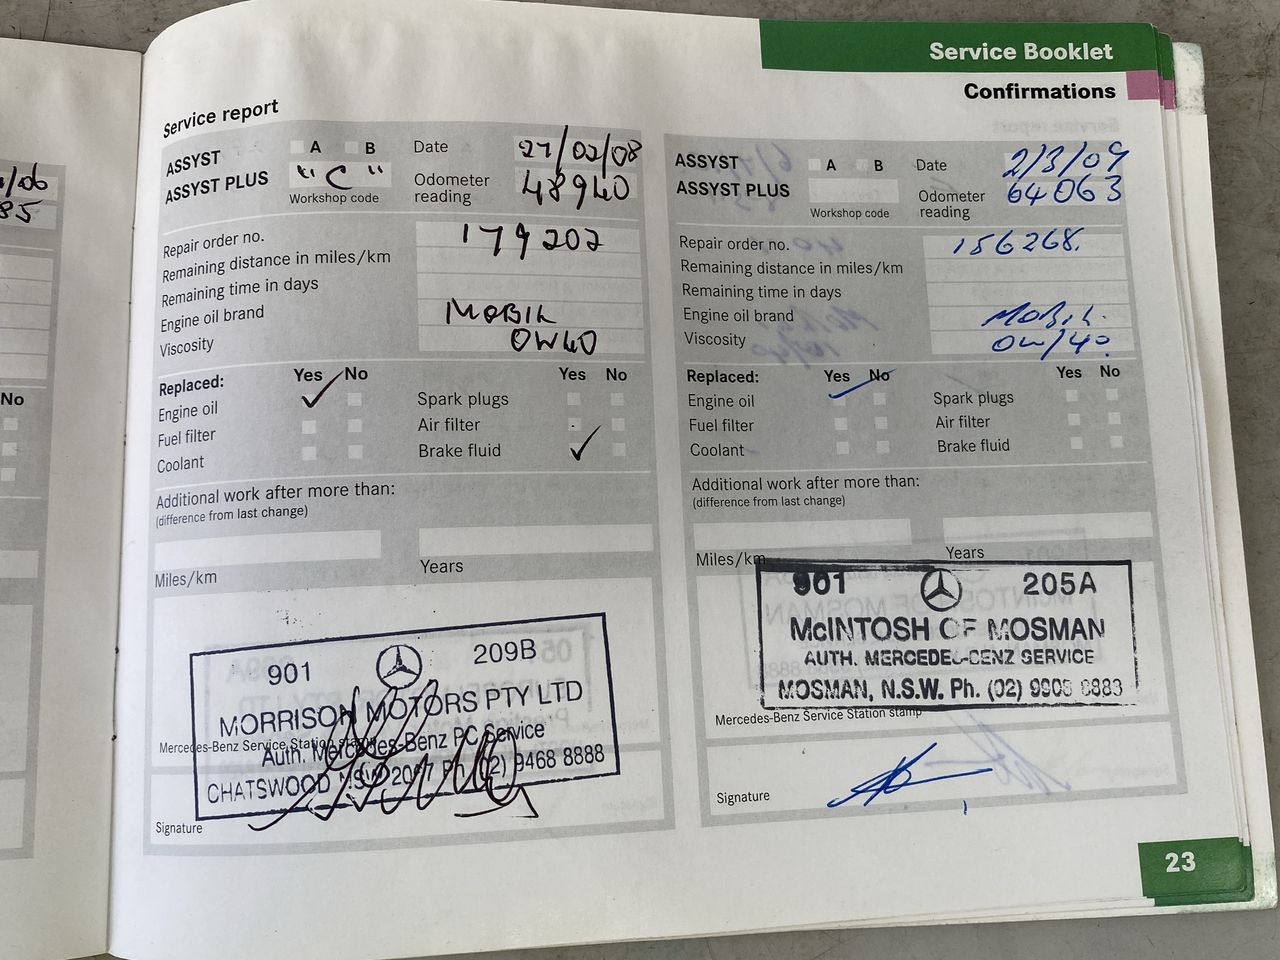 Service Booklet
Confirmations
/06
85
No
Service report
ASSYST
A B
Date 27/02/08
ASSYST PLUS
"C"
Workshop code
Odometer reading 48940
Repair order no. 179202
Remaining distance in miles/km
Remaining time in days
Engine oil brand MOBIL
Viscosity 0W40
Replaced: Yes No Yes No
Engine oil Spark plugs
Fuel filter Air filter
Coolant Brake fluid
Additional work after more than:
(difference from last change)
Miles/km Years
901 209B
MORRISON MOTORS PTY LTD
Auth. Mercedes-Benz PC Service
CHATSWOOD NSW 2067 Ph (02) 9468 8888
Mercedes-Benz Service Station stamp
Signature
ASSYST
A B
Date 2/3/09
ASSYST PLUS
Workshop code
Odometer reading 64063
Repair order no. 156268.
Remaining distance in miles/km
Remaining time in days
Engine oil brand MOBIL.
Viscosity 0W/40
Replaced: Yes No Yes No
Engine oil Spark plugs
Fuel filter Air filter
Coolant Brake fluid
Additional work after more than:
(difference from last change)
Miles/km Years
901 205A
McINTOSH OF MOSMAN
AUTH. MERCEDES-BENZ SERVICE
MOSMAN, N.S.W. Ph. (02)
Mercedes-Benz Service Station stamp
Signature
23